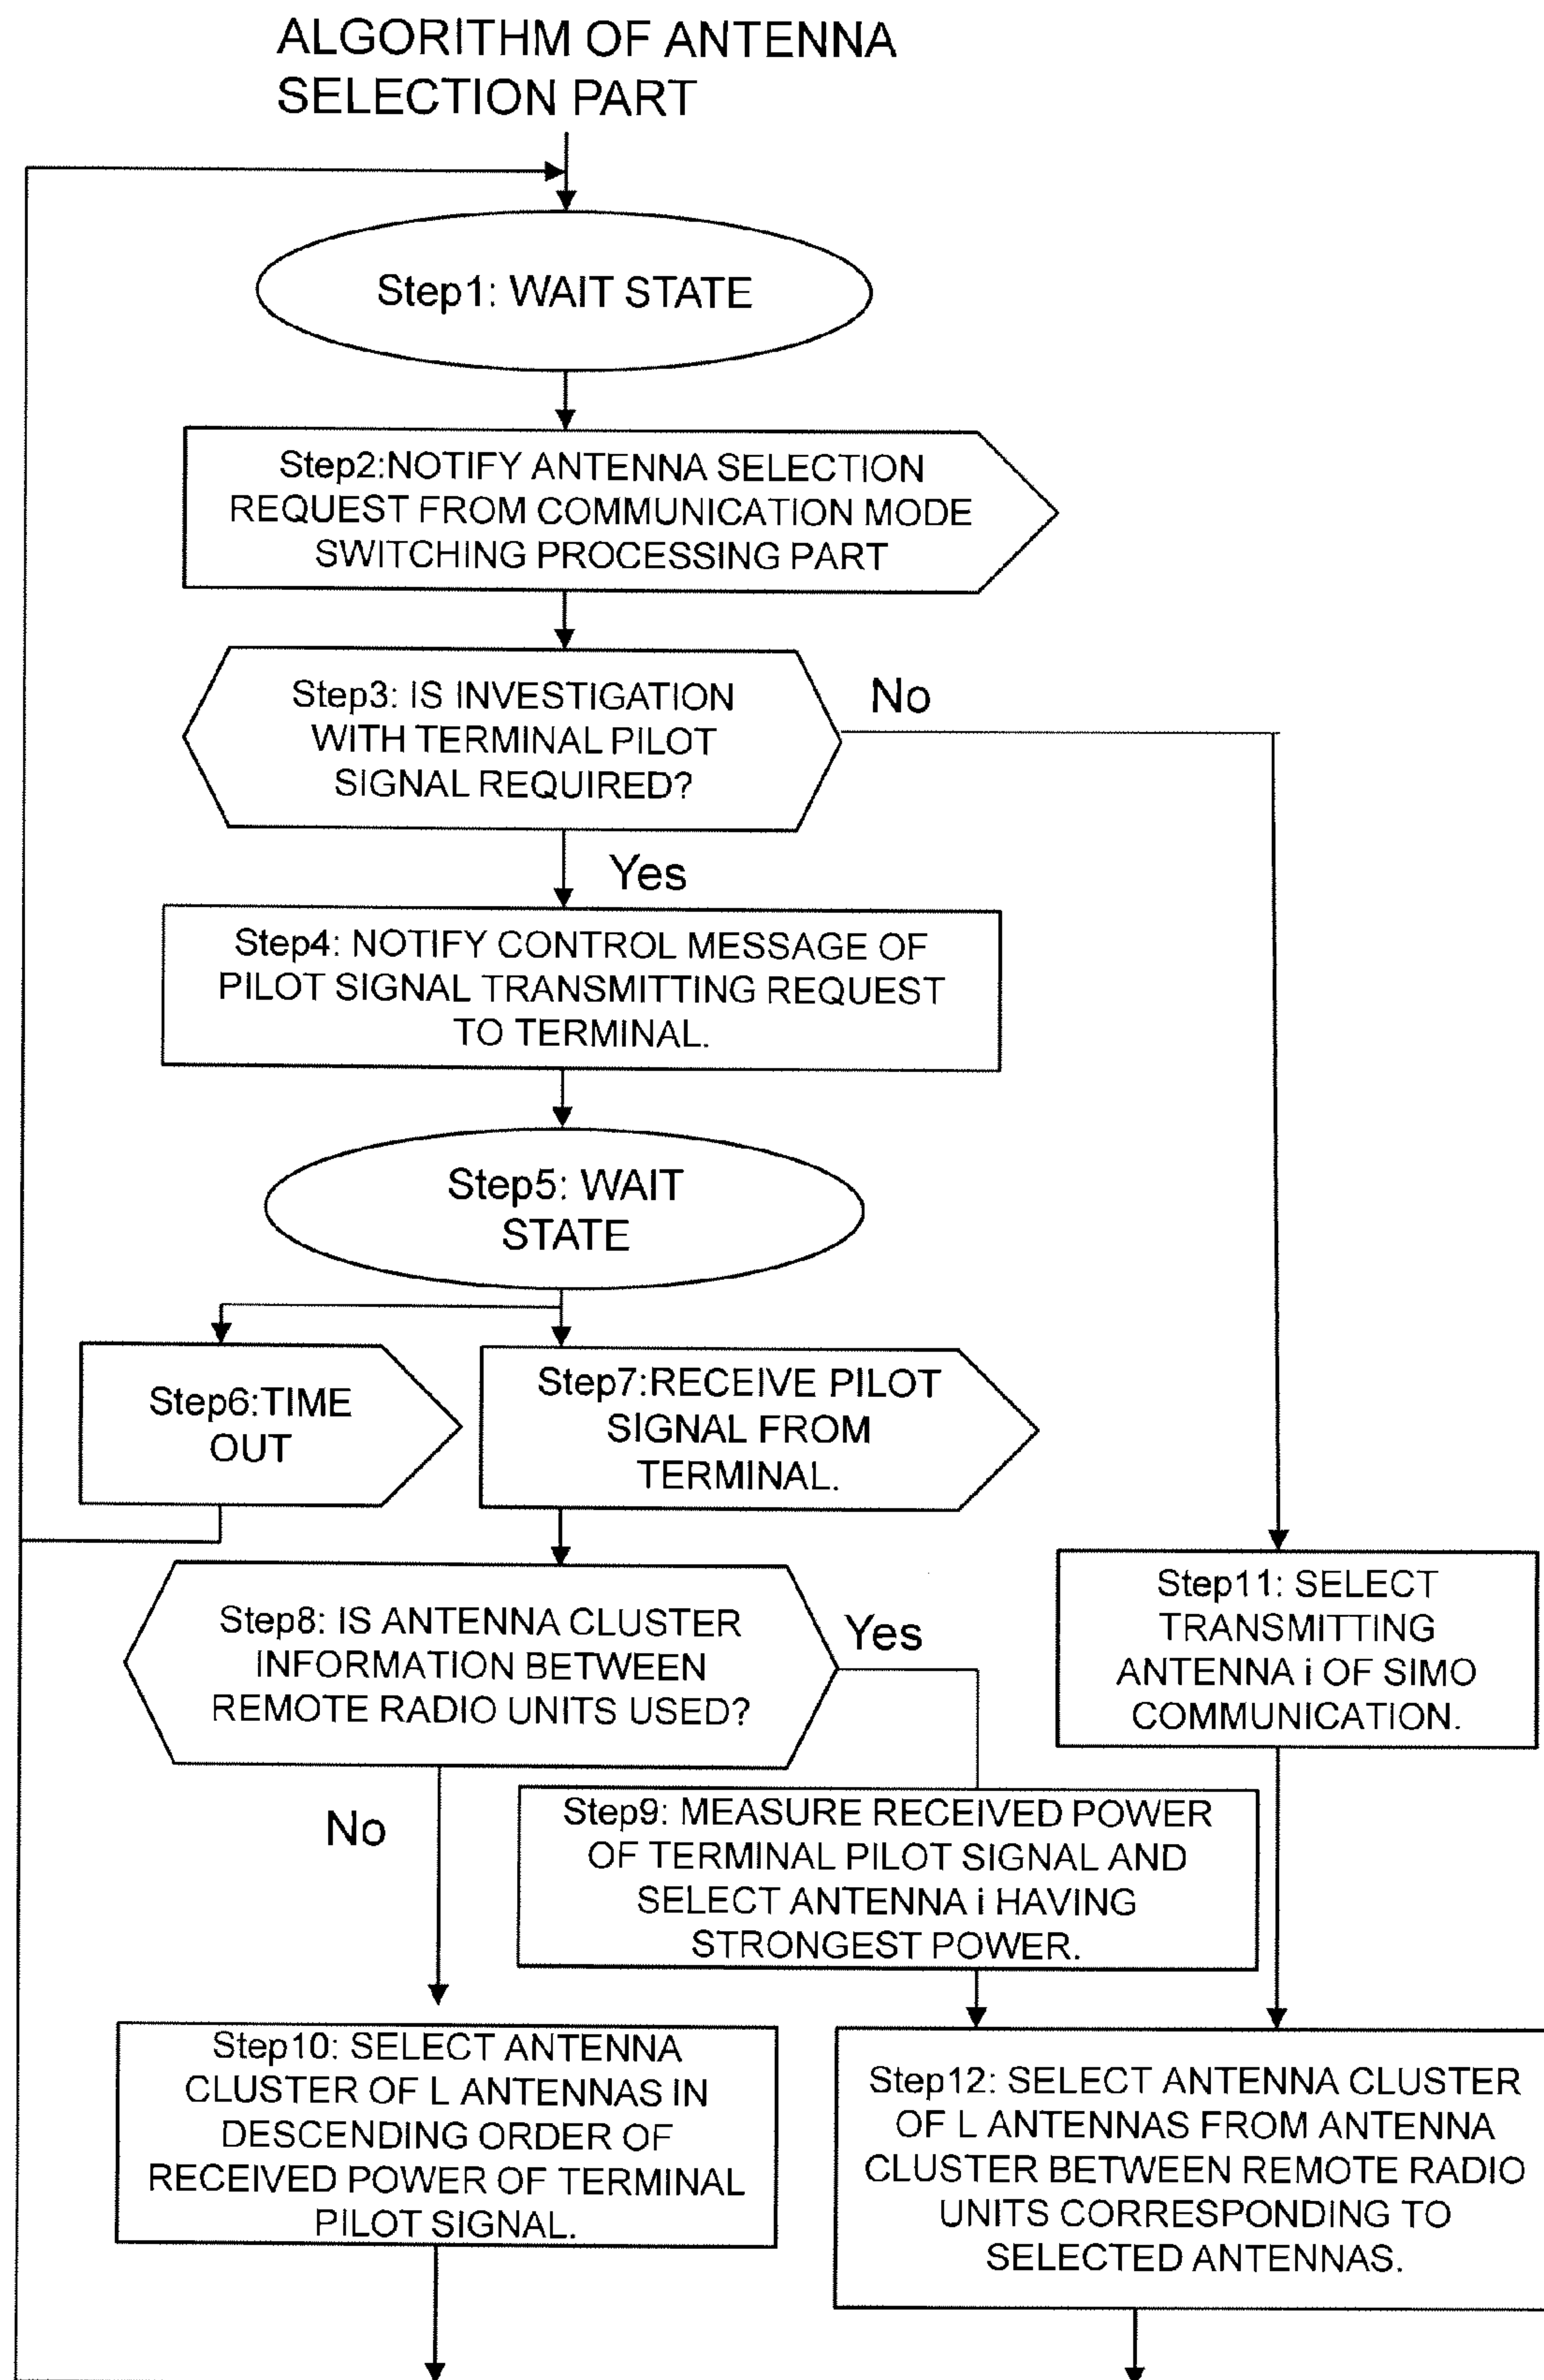 ALGORITHM OF ANTENNA
SELECTION PART
Step1: WAIT STATE
Step2:NOTIFY ANTENNA SELECTION
REQUEST FROM COMMUNICATION MODE
SWITCHING PROCESSING PART
Step3: IS INVESTIGATION
WITH TERMINAL PILOT
SIGNAL REQUIRED?
No
Yes
Step4: NOTIFY CONTROL MESSAGE OF
PILOT SIGNAL TRANSMITTING REQUEST
TO TERMINAL.
Step5: WAIT
STATE
Step6:TIME
OUT
Step7:RECEIVE PILOT
SIGNAL FROM
TERMINAL.
Step8: IS ANTENNA CLUSTER
INFORMATION BETWEEN
REMOTE RADIO UNITS USED?
Yes
No
Step11: SELECT
TRANSMITTING
ANTENNA i OF SIMO
COMMUNICATION.
Step9: MEASURE RECEIVED POWER
OF TERMINAL PILOT SIGNAL AND
SELECT ANTENNA i HAVING
STRONGEST POWER.
Step10: SELECT ANTENNA
CLUSTER OF L ANTENNAS IN
DESCENDING ORDER OF
RECEIVED POWER OF TERMINAL
PILOT SIGNAL.
Step12: SELECT ANTENNA CLUSTER
OF L ANTENNAS FROM ANTENNA
CLUSTER BETWEEN REMOTE RADIO
UNITS CORRESPONDING TO
SELECTED ANTENNAS.